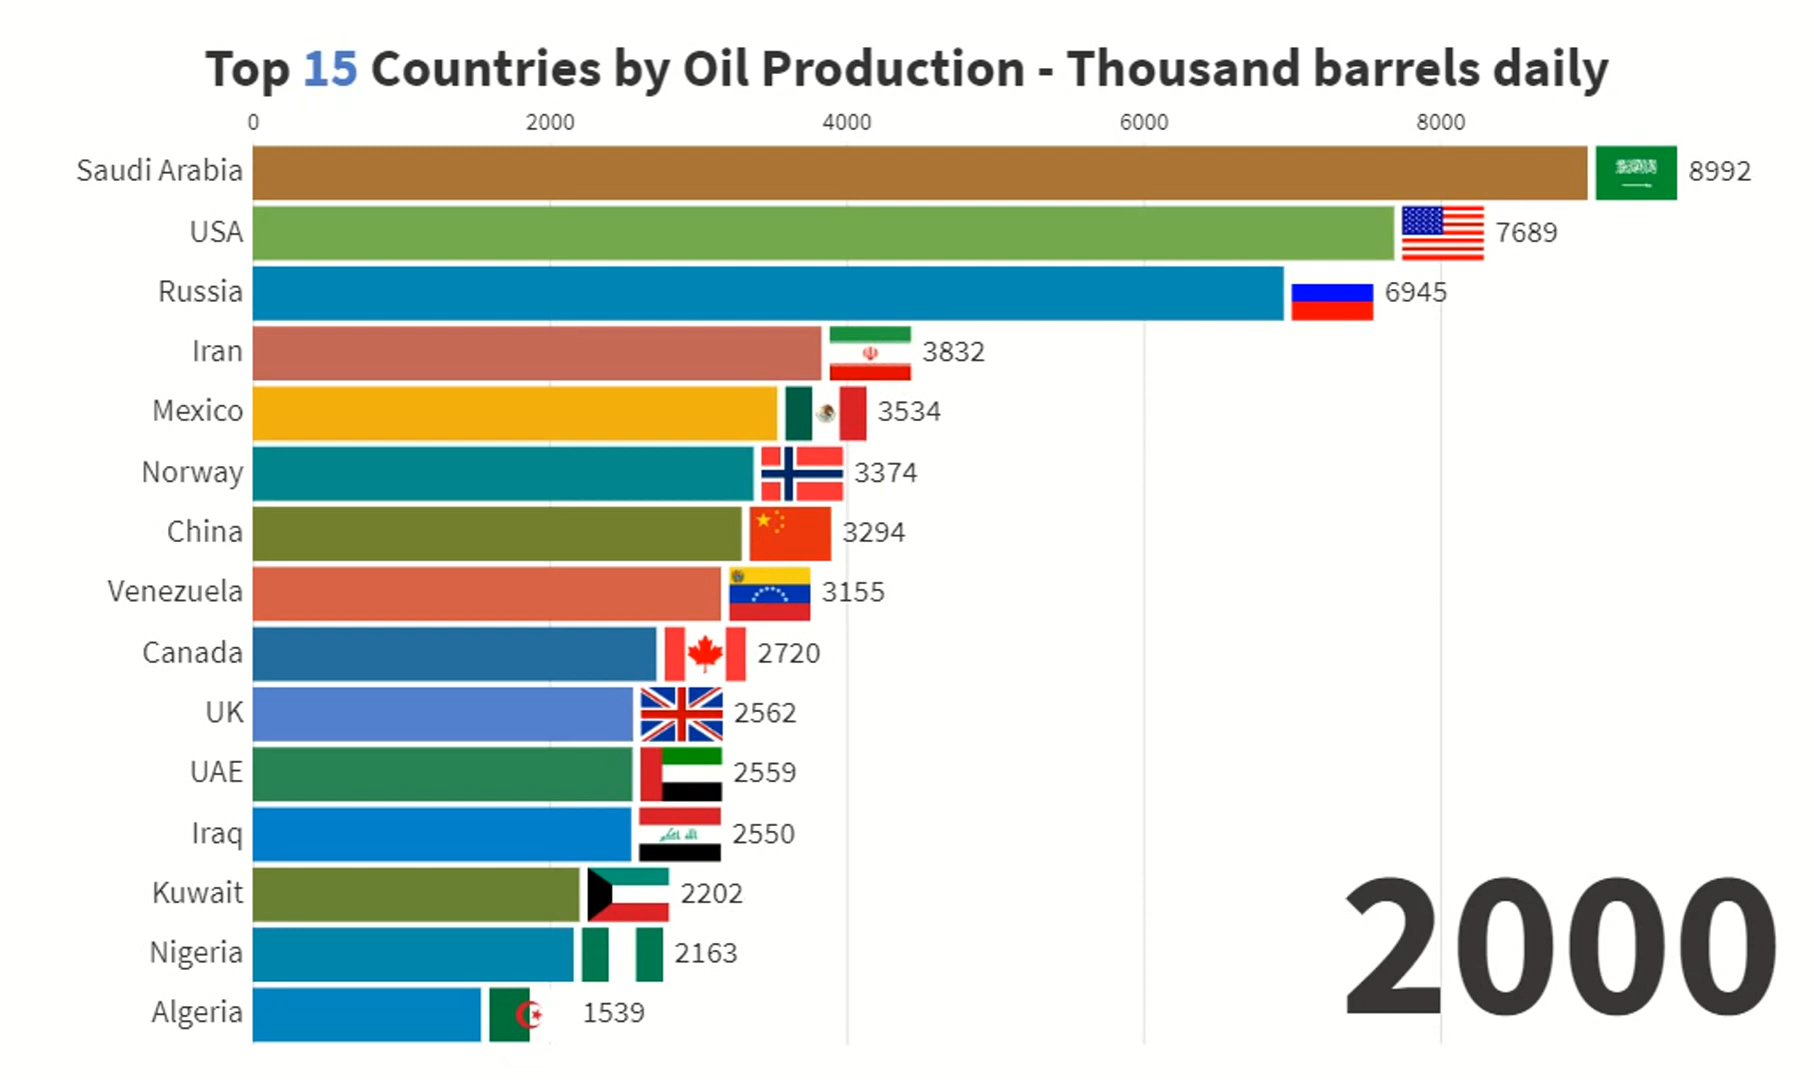 Top 15 Countries by Oil Production - Thousand barrels daily
0 2000 4000 6000 8000
Saudi Arabia 8992
USA 7689
Russia 6945
Iran 3832
Mexico 3534
Norway 3374
China 3294
Venezuela 3155
Canada 2720
UK 2562
UAE 2559
Iraq 2550
Kuwait 2202
Nigeria 2163
Algeria 1539
2000